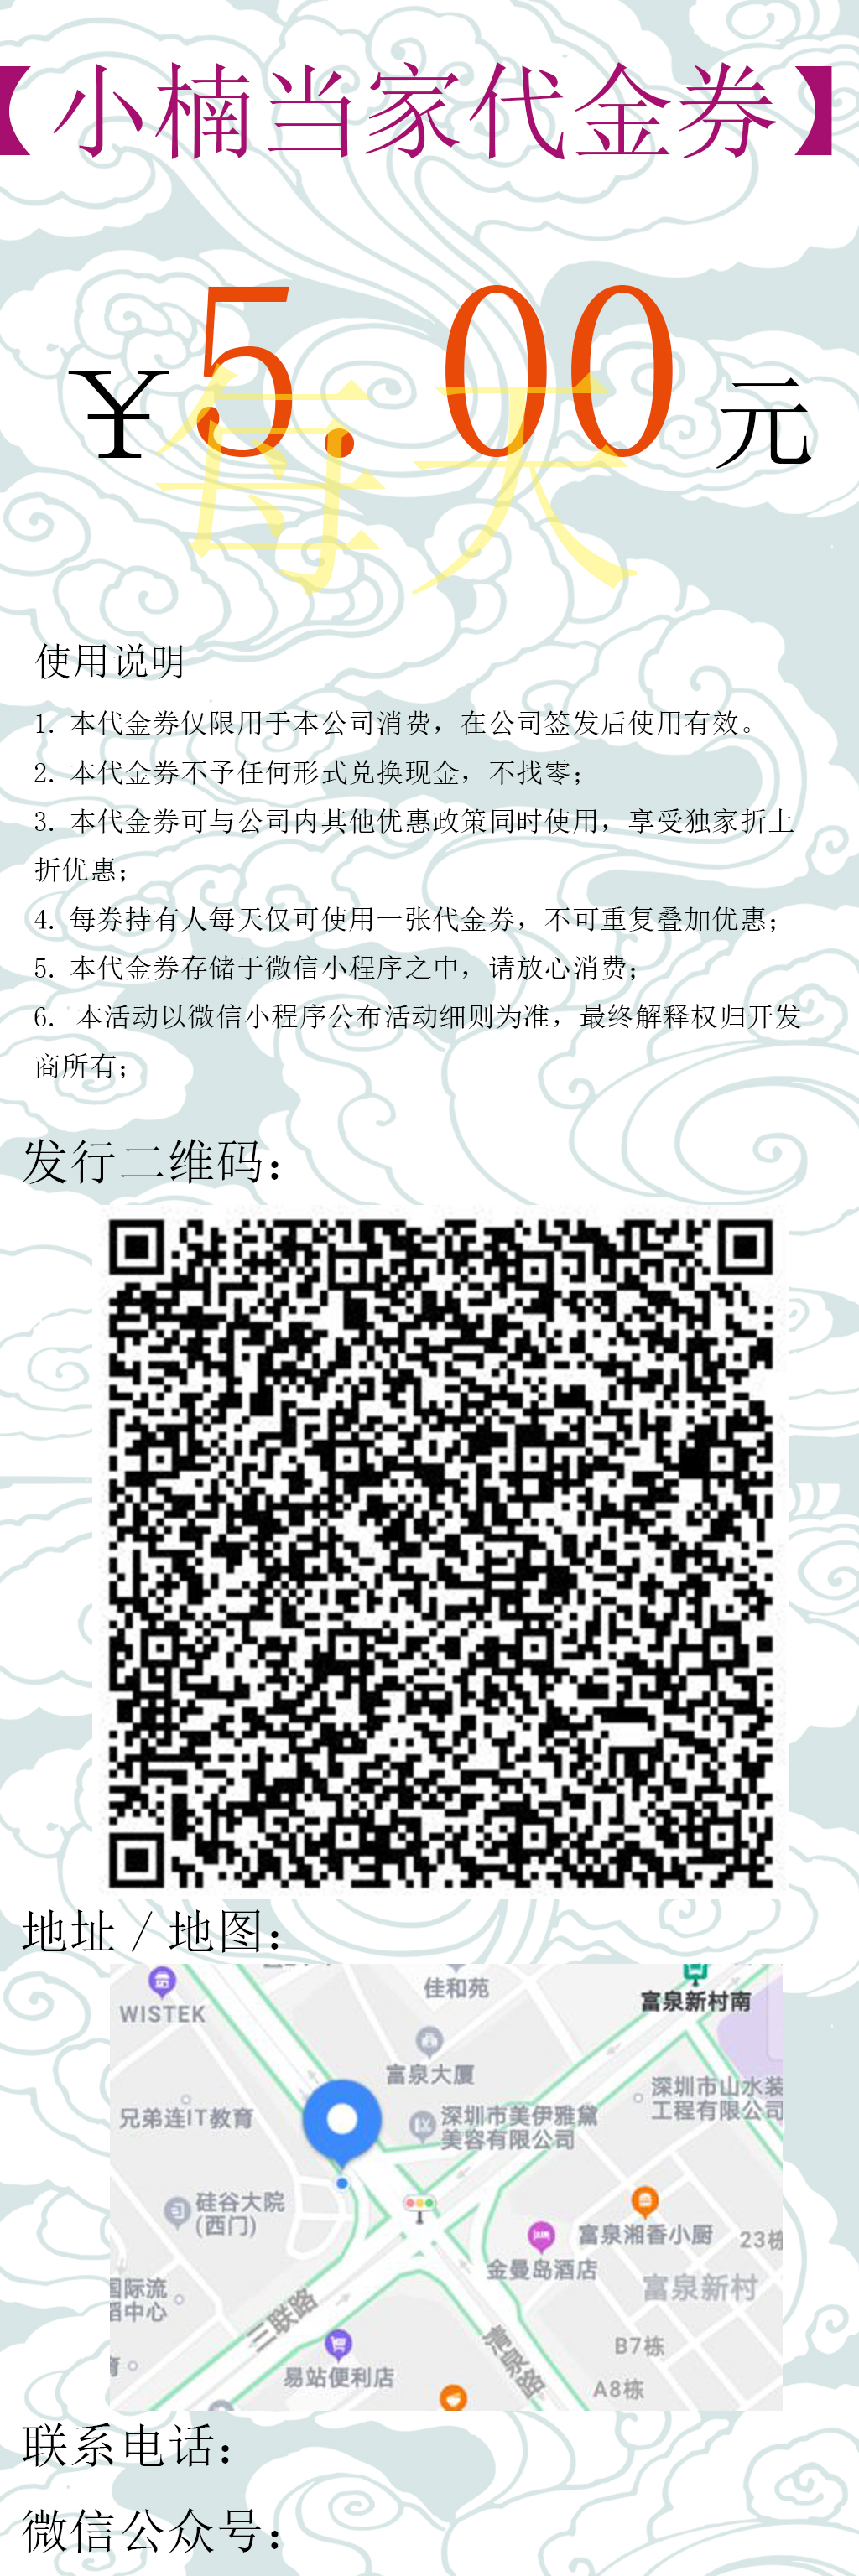 【小楠当家代金券】
¥5.00元
每天
使用说明
1. 本代金券仅限用于本公司消费，在公司签发后使用有效。
2. 本代金券不予任何形式兑换现金，不找零；
3. 本代金券可与公司内其他优惠政策同时使用，享受独家折上
折优惠；
4. 每券持有人每天仅可使用一张代金券，不可重复叠加优惠；
5. 本代金券存储于微信小程序之中，请放心消费；
6. 本活动以微信小程序公布活动细则为准，最终解释权归开发
商所有；
发行二维码：
地址/地图：
佳和苑
WISTEK
富泉新村南
富泉大厦
兄弟连IT教育
深圳市美伊雅黛
美容有限公司
深圳市山水装
工程有限公司
硅谷大院
(西门)
富泉湘香小厨
23栋
金曼岛酒店
国际流
中心
富泉新村
三联路
清泉路
B7栋
易站便利店
A8栋
育
联系电话：
微信公众号：